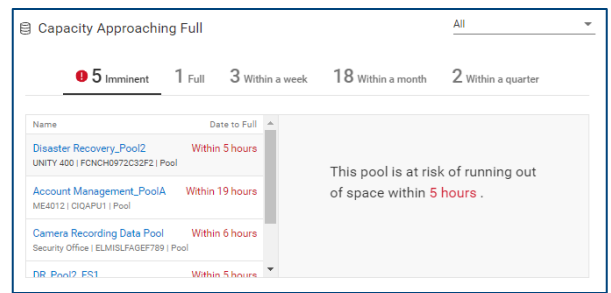 Capacity Approaching Full
All
5 Imminent 1 Full 3 Within a week 18 Within a month 2 Within a quarter
Name Date to Full
Disaster Recovery_Pool2 Within 5 hours
UNITY 400 | FCNCH0972C32F2 | Pool
Account Management_PoolA Within 19 hours
ME4012 | CIQAPU1 | Pool
Camera Recording Data Pool Within 6 hours
Security Office | ELMISLFAGEF789 | Pool
DR_Pool2_FS1 Within 5 hours
This pool is at risk of running out
of space within 5 hours .